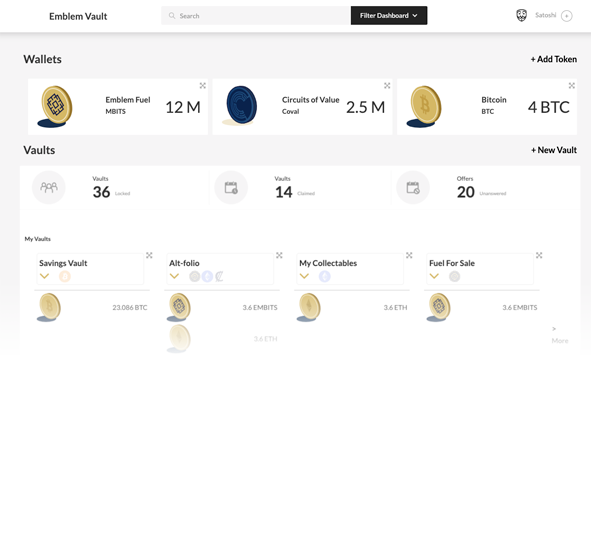 Emblem Vault
Search
Filter Dashboard
Satoshi
Wallets
+ Add Token
Emblem Fuel
MBITS
12 M
Circuits of Value
Coval
2.5 M
Bitcoin
BTC
4 BTC
Vaults
+ New Vault
Vaults
36 Locked
Vaults
14 Claimed
Offers
20 Unanswered
My Vaults
Savings Vault
Alt-folio
My Collectables
Fuel For Sale
23.086 BTC
3.6 EMBITS
3.6 ETH
3.6 EMBITS
3.6 ETH
>
More